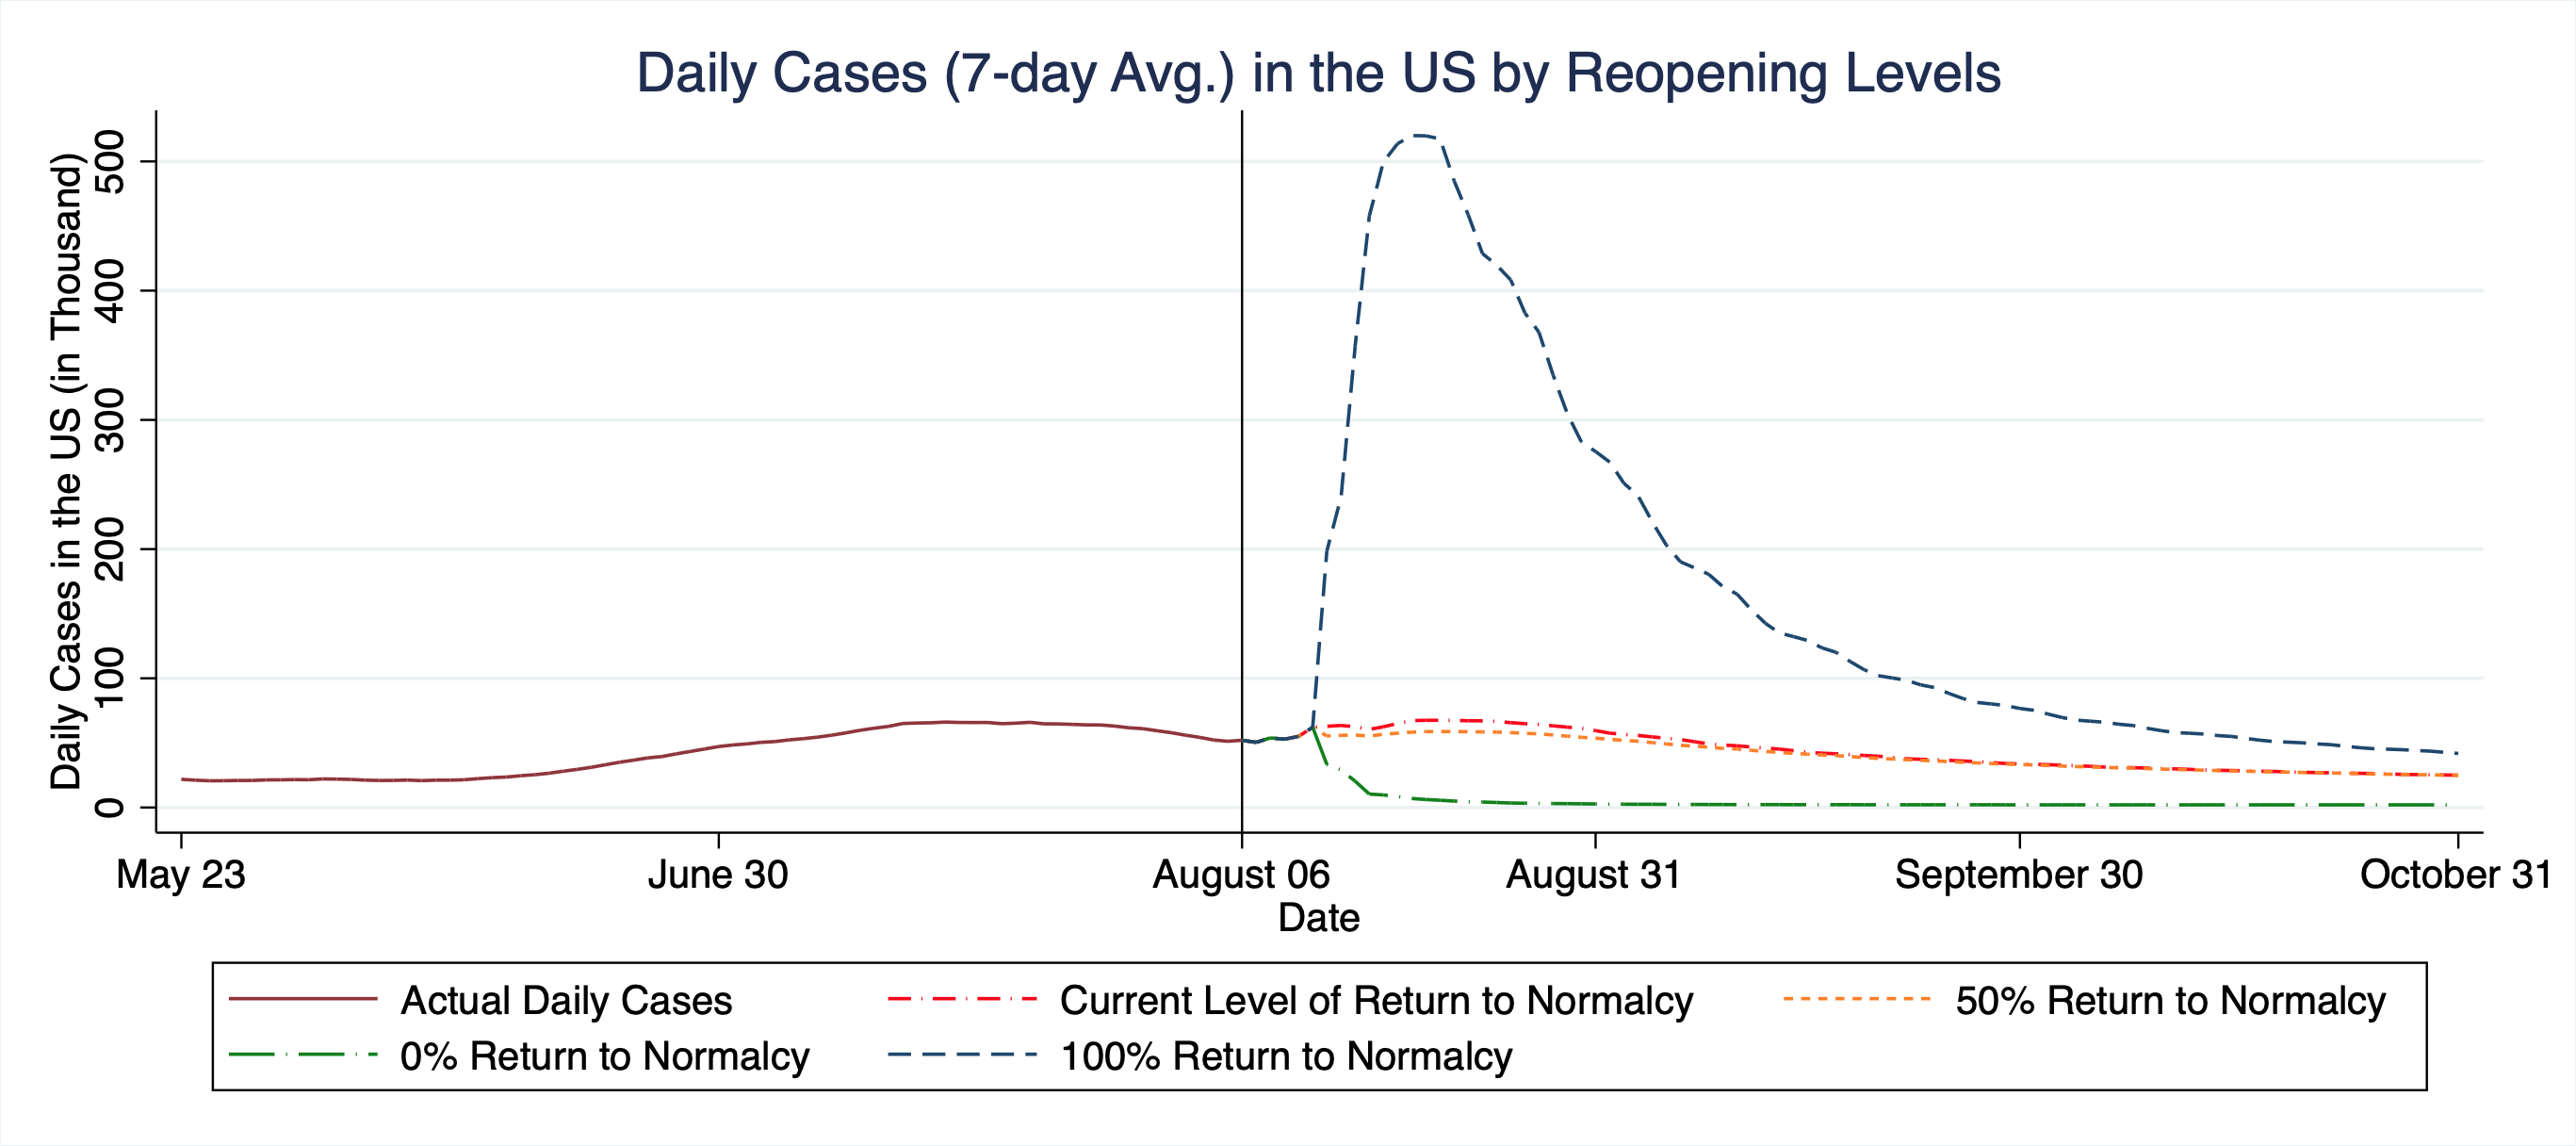 Daily Cases (7-day Avg.) in the US by Reopening Levels
Daily Cases in the US (in Thousand)
500
400
300
200
100
0
May 23 June 30 August 06 August 31 September 30 October 31
Date
Actual Daily Cases Current Level of Return to Normalcy 50% Return to Normalcy
0% Return to Normalcy 100% Return to Normalcy